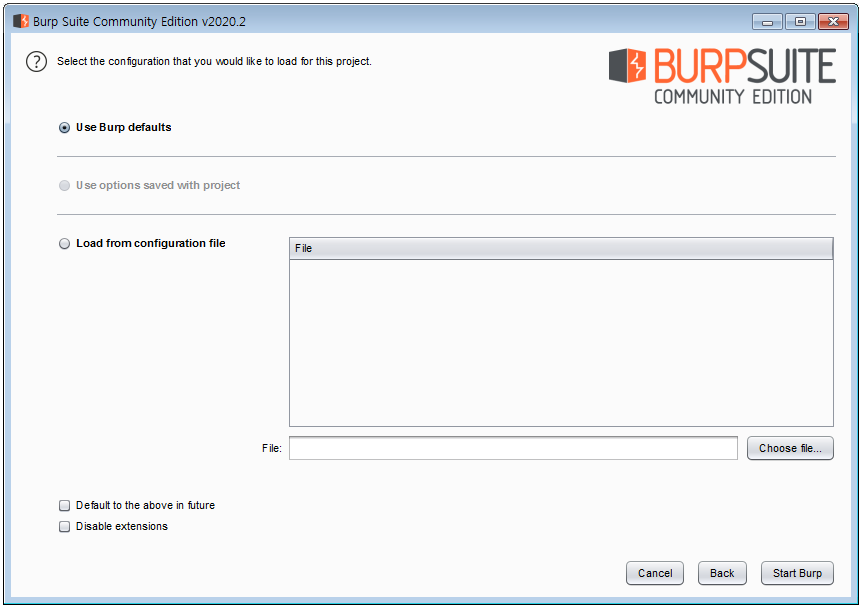 Burp Suite Community Edition v2020.2
Select the configuration that you would like to load for this project.
BURPSUITE
COMMUNITY EDITION
Use Burp defaults
Use options saved with project
Load from configuration file
File
File:
Choose file...
Default to the above in future
Disable extensions
Cancel
Back
Start Burp